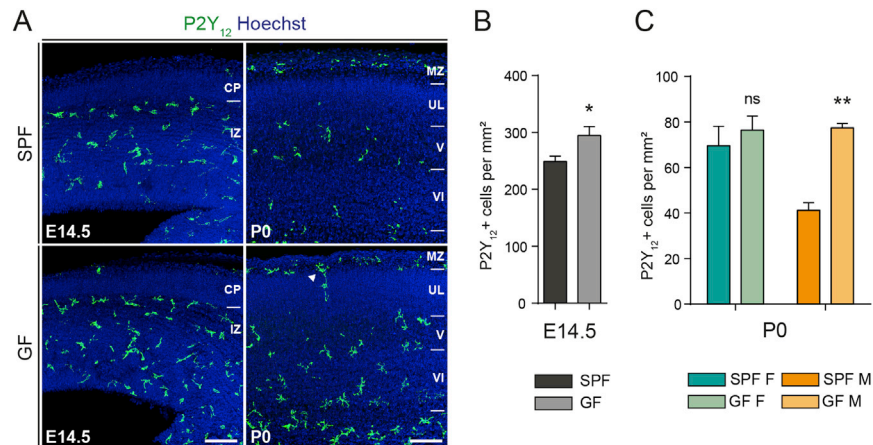 A
P2Y₁₂ Hoechst
SPF
CP
IZ
E14.5
MZ
UL
V
VI
P0
GF
CP
IZ
E14.5
MZ
UL
V
VI
P0
B
P2Y₁₂+ cells per mm²
400
300
200
100
0
*
E14.5
SPF
GF
C
P2Y₁₂+ cells per mm²
100
80
60
40
20
0
ns
**
P0
SPF F
SPF M
GF F
GF M